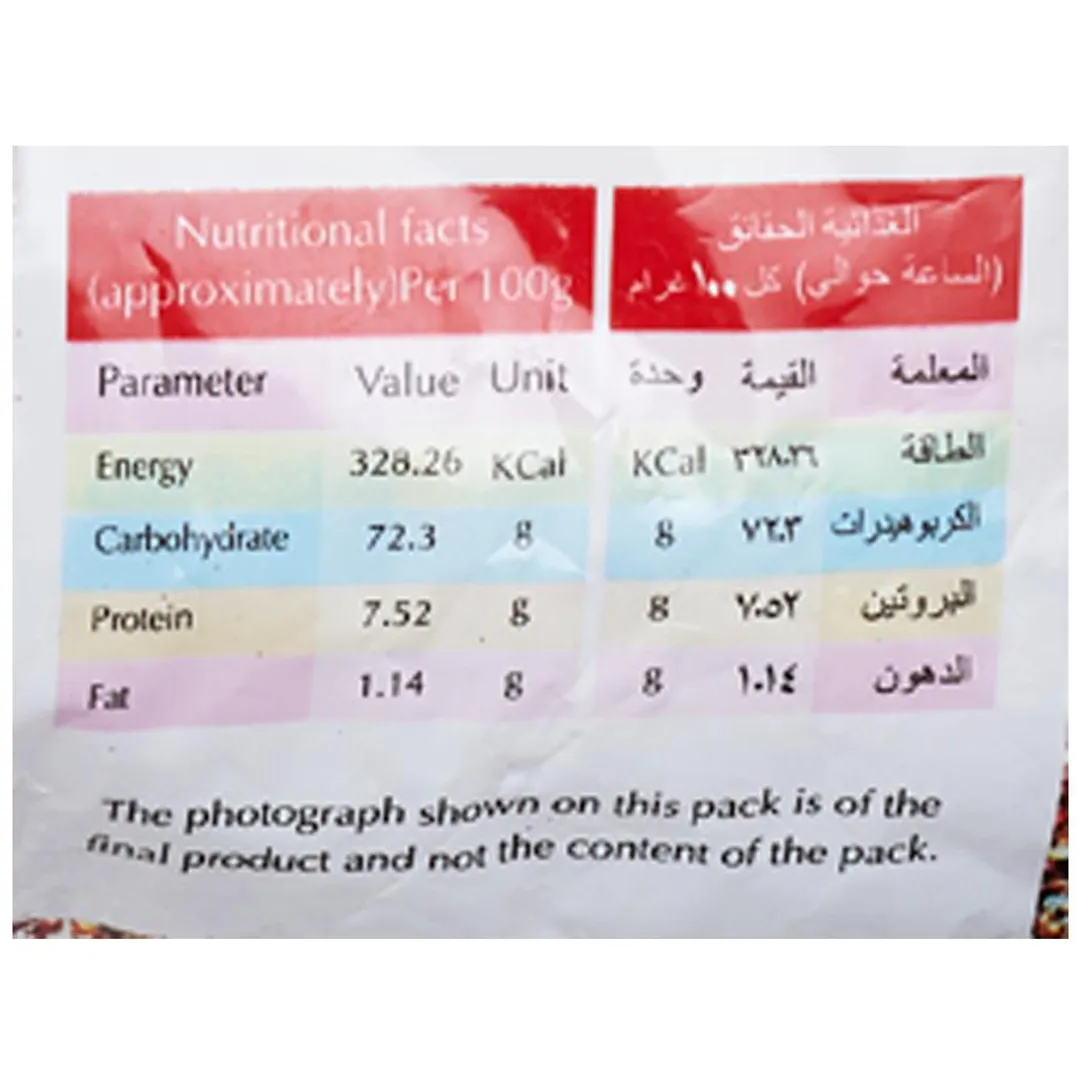 Nutritional facts
(approximately)Per 100g
Parameter Value Unit
Energy 328.26 KCal
Carbohydrate 72.3 g
Protein 7.52 g
Fat 1.14 g
الغذائية الحقائق
(الساعة حوالي) كل ١٠٠ غرام
المعلمة القيمة وحدة
الطاقة ٣٢٨.٢٦ KCal
الكربوهيدرات ٧٢.٣ g
البروتين ٧.٥٢ g
الدهون ١.١٤ g
The photograph shown on this pack is of the
final product and not the content of the pack.